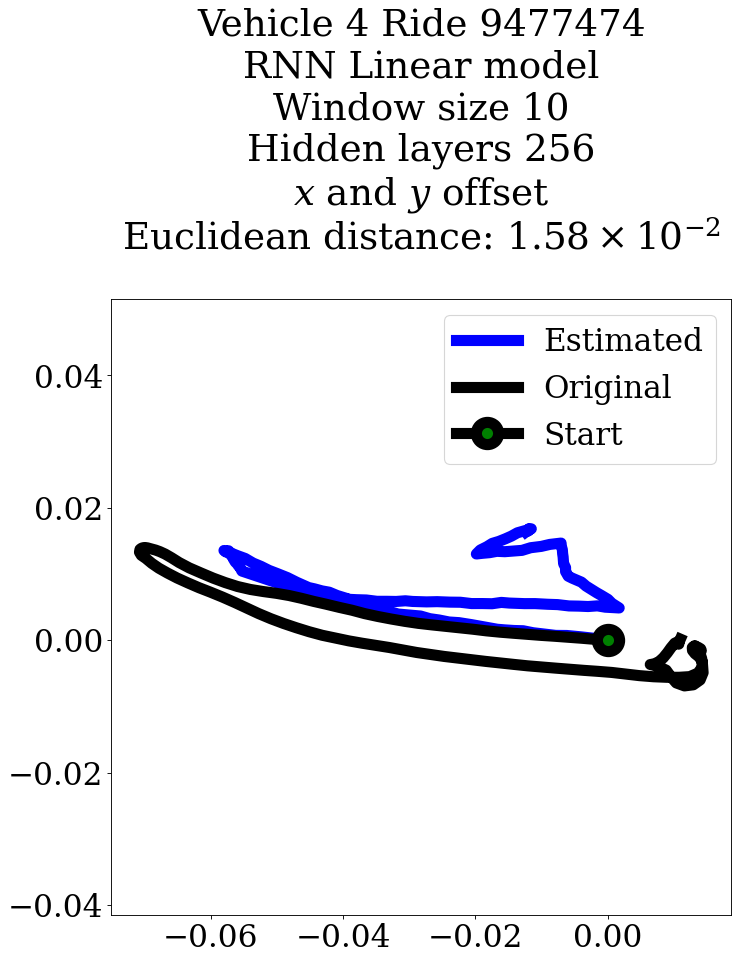 Vehicle 4 Ride 9477474
RNN Linear model
Window size 10
Hidden layers 256
x and y offset
Euclidean distance: 1.58 × 10⁻²
Estimated
Original
Start
0.04
0.02
0.00
−0.02
−0.04
−0.06 −0.04 −0.02 0.00